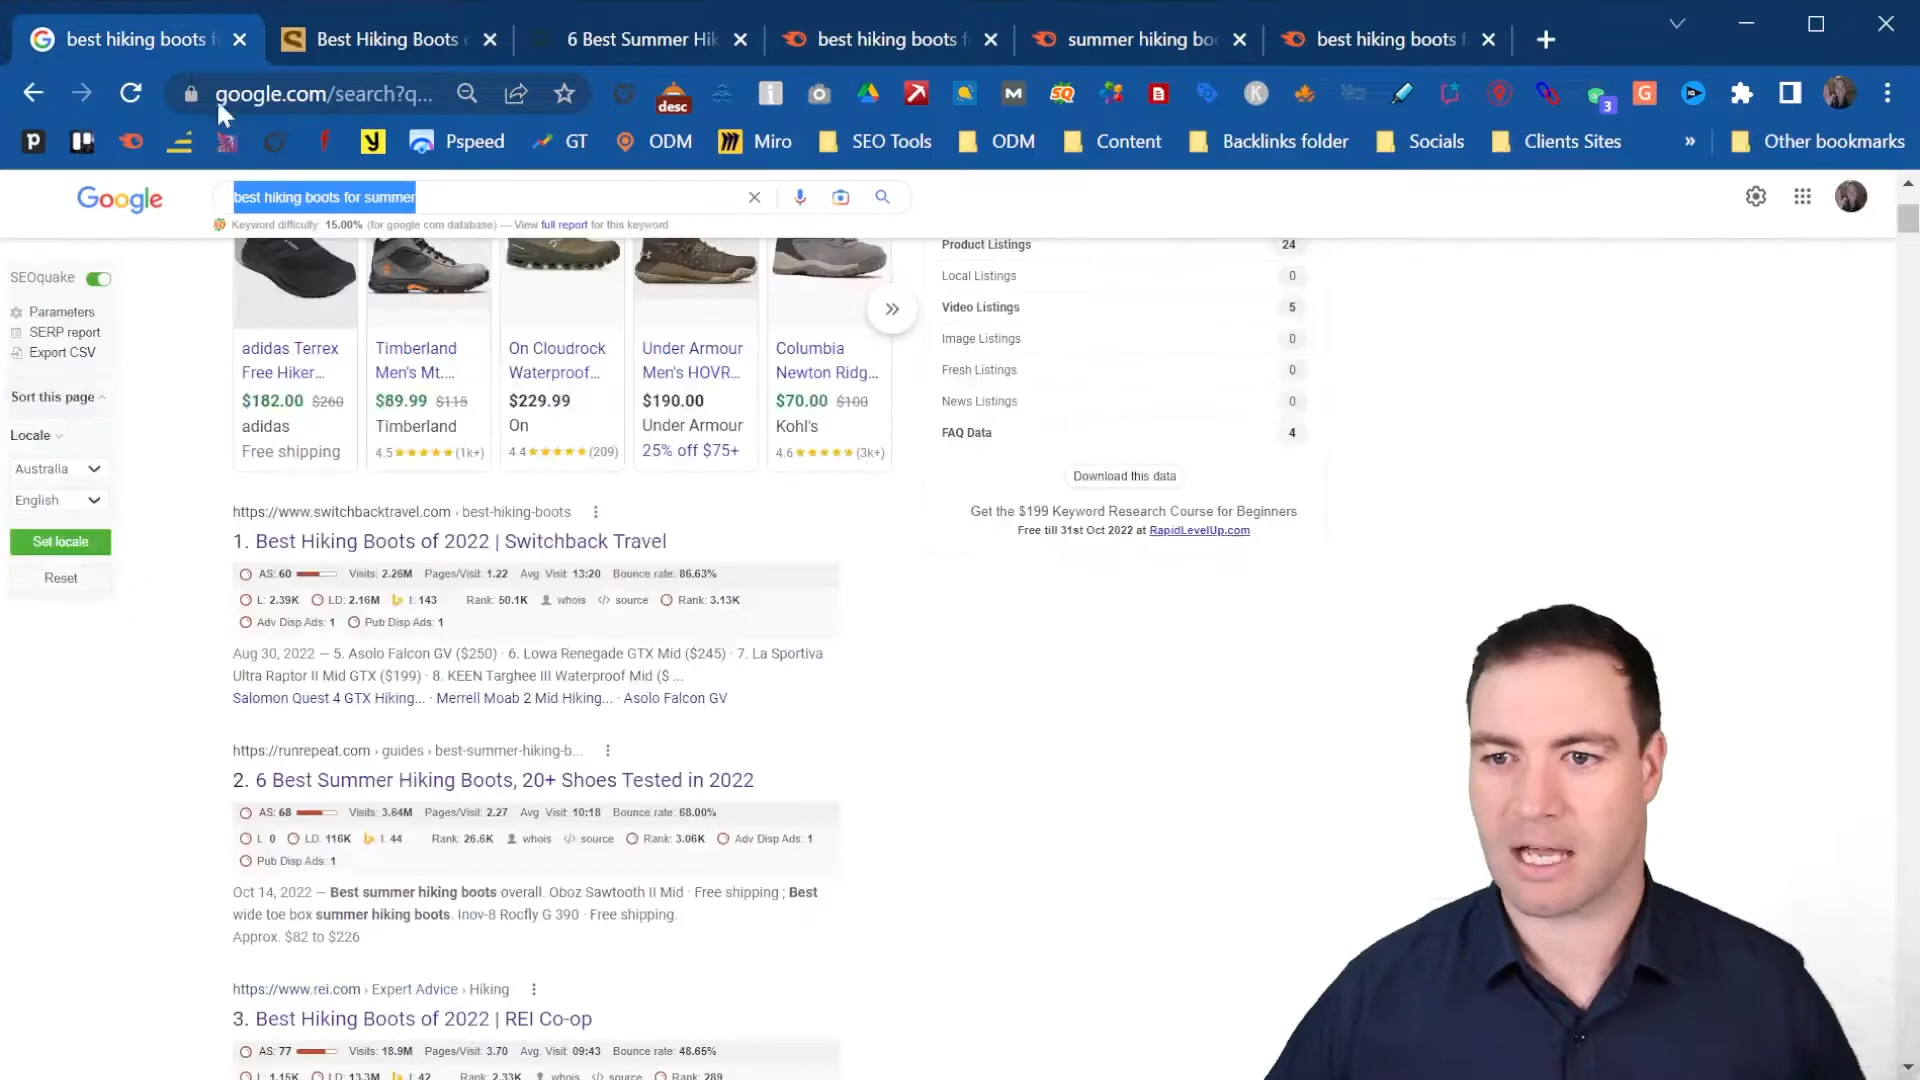 best hiking boots f
Best Hiking Boots o
6 Best Summer Hik
best hiking boots f
summer hiking boo
best hiking boots f
google.com/search?q...
desc
3
Pspeed
GT
ODM
Miro
SEO Tools
ODM
Content
Backlinks folder
Socials
Clients Sites
»
Other bookmarks
Google
best hiking boots for summer
Keyword difficulty: 15.00% (for google com database) — View full report for this keyword
SEOquake
Parameters
SERP report
Export CSV
Sort this page
Locale
Australia
English
Set locale
Reset
adidas Terrex
Free Hiker...
$182.00 $260
adidas
Free shipping
Timberland
Men's Mt....
$89.99 $115
Timberland
4.5 (1k+)
On Cloudrock
Waterproof...
$229.99
On
4.4 (209)
Under Armour
Men's HOVR...
$190.00
Under Armour
25% off $75+
Columbia
Newton Ridg...
$70.00 $100
Kohl's
4.6 (3k+)
Product Listings 24
Local Listings 0
Video Listings 5
Image Listings 0
Fresh Listings 0
News Listings 0
FAQ Data 4
Download this data
Get the $199 Keyword Research Course for Beginners
Free till 31st Oct 2022 at RapidLevelUp.com
https://www.switchbacktravel.com › best-hiking-boots
1. Best Hiking Boots of 2022 | Switchback Travel
AS: 60 Visits: 2.26M Pages/Visit: 1.22 Avg. Visit: 13:20 Bounce rate: 86.63%
L: 2.39K LD: 2.16M I: 143 Rank: 50.1K whois source Rank: 3.13K
Adv Disp Ads: 1 Pub Disp Ads: 1
Aug 30, 2022 — 5. Asolo Falcon GV ($250) · 6. Lowa Renegade GTX Mid ($245) · 7. La Sportiva
Ultra Raptor II Mid GTX ($199) · 8. KEEN Targhee III Waterproof Mid ($ ...
Salomon Quest 4 GTX Hiking... · Merrell Moab 2 Mid Hiking... · Asolo Falcon GV
https://runrepeat.com › guides › best-summer-hiking-b...
2. 6 Best Summer Hiking Boots, 20+ Shoes Tested in 2022
AS: 68 Visits: 3.64M Pages/Visit: 2.27 Avg. Visit: 10:18 Bounce rate: 68.00%
L: 0 LD: 116K I: 44 Rank: 26.6K whois source Rank: 3.06K Adv Disp Ads: 1
Pub Disp Ads: 1
Oct 14, 2022 — Best summer hiking boots overall. Oboz Sawtooth II Mid · Free shipping ; Best
wide toe box summer hiking boots. Inov-8 Rocfly G 390 · Free shipping.
Approx. $82 to $226
https://www.rei.com › Expert Advice › Hiking
3. Best Hiking Boots of 2022 | REI Co-op
AS: 77 Visits: 18.9M Pages/Visit: 3.70 Avg. Visit: 09:43 Bounce rate: 48.65%
L: 1.15K LD: 13.3M I: 42 Rank: 2.33K whois source Rank: 289